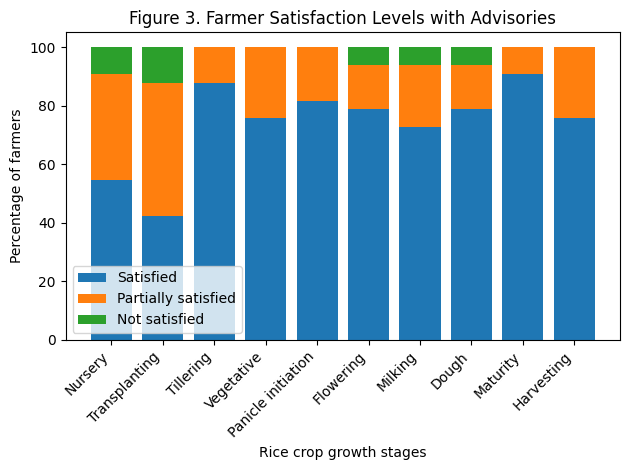 Figure 3. Farmer Satisfaction Levels with Advisories
Percentage of farmers
100
80
60
40
20
0
Satisfied
Partially satisfied
Not satisfied
Nursery
Transplanting
Tillering
Vegetative
Panicle initiation
Flowering
Milking
Dough
Maturity
Harvesting
Rice crop growth stages